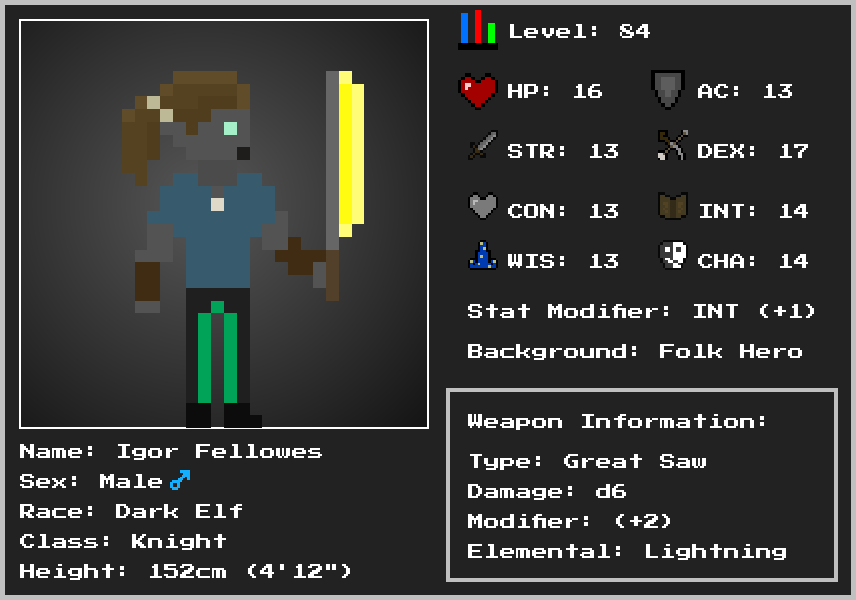 Level: 84
HP: 16
AC: 13
STR: 13
DEX: 17
CON: 13
INT: 14
WIS: 13
CHA: 14
Stat Modifier: INT (+1)
Background: Folk Hero
Weapon Information:
Type: Great Saw
Damage: d6
Modifier: (+2)
Elemental: Lightning
Name: Igor Fellowes
Sex: Male♂
Race: Dark Elf
Class: Knight
Height: 152cm (4'12")